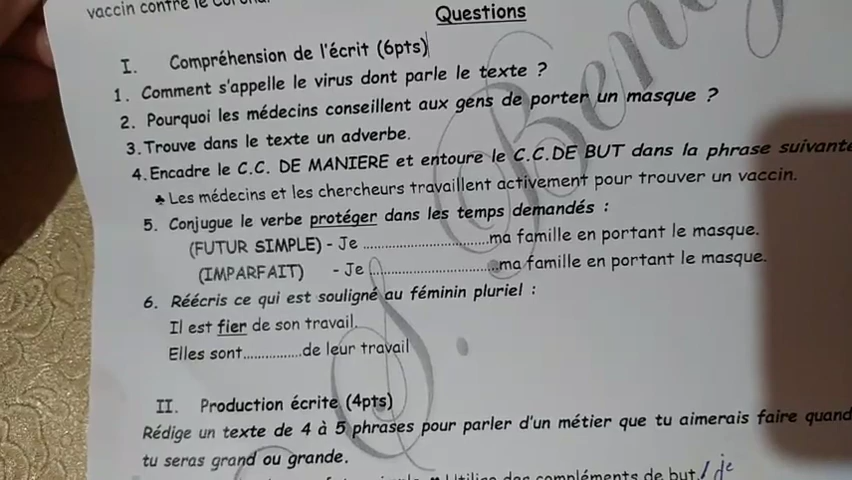 vaccin contre le
Questions
I. Compréhension de l'écrit (6pts)
1. Comment s'appelle le virus dont parle le texte ?
2. Pourquoi les médecins conseillent aux gens de porter un masque ?
3. Trouve dans le texte un adverbe.
4. Encadre le C.C. DE MANIERE et entoure le C.C.DE BUT dans la phrase suivante
♣ Les médecins et les chercheurs travaillent activement pour trouver un vaccin.
5. Conjugue le verbe protéger dans les temps demandés :
(FUTUR SIMPLE) - Je ................................ma famille en portant le masque.
(IMPARFAIT) - Je ................................ma famille en portant le masque.
6. Réécris ce qui est souligné au féminin pluriel :
Il est fier de son travail.
Elles sont...............de leur travail
II. Production écrite (4pts)
Rédige un texte de 4 à 5 phrases pour parler d'un métier que tu aimerais faire quand
tu seras grand ou grande.
compléments de but / je
S. Beni